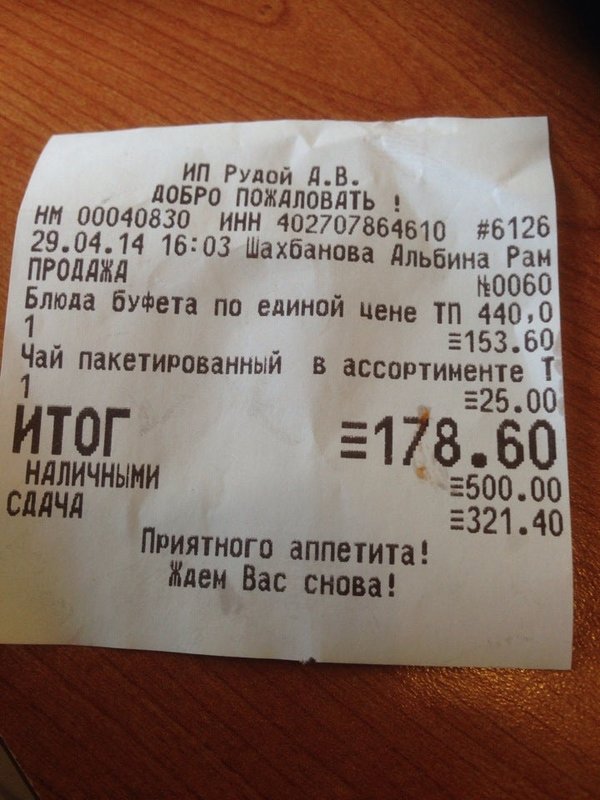 ИП Рудой А.В.
ДОБРО ПОЖАЛОВАТЬ !
НМ 00040830 ИНН 402707864610 #6126
29.04.14 16:03 Шахбанова Альбина Рам
ПРОДАЖА №0060
Блюда буфета по единой цене ТП 440,0
1 ≡153.60
Чай пакетированный в ассортименте Т
1 ≡25.00
ИТОГ ≡178.60
НАЛИЧНЫМИ ≡500.00
СДАЧА ≡321.40
Приятного аппетита!
Ждем Вас снова!